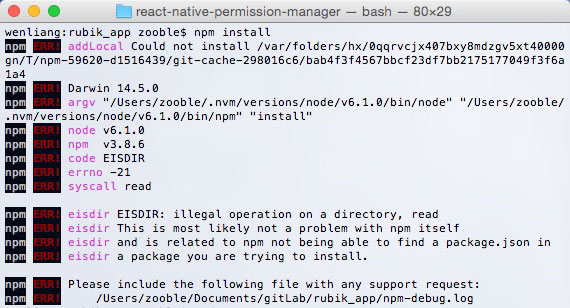 react-native-permission-manager — bash — 80×29
wenliang:rubik_app zooble$ npm install
npm ERR! addLocal Could not install /var/folders/hx/0qqrvcjx407bxy8mdzgv5xt40000
gn/T/npm-59620-d1516439/git-cache-298016c6/bab4f3f4567bbcf23df7bb2175177049f3f6a
1a4
npm ERR! Darwin 14.5.0
npm ERR! argv "/Users/zooble/.nvm/versions/node/v6.1.0/bin/node" "/Users/zooble/
.nvm/versions/node/v6.1.0/bin/npm" "install"
npm ERR! node v6.1.0
npm ERR! npm  v3.8.6
npm ERR! code EISDIR
npm ERR! errno -21
npm ERR! syscall read
npm ERR! eisdir EISDIR: illegal operation on a directory, read
npm ERR! eisdir This is most likely not a problem with npm itself
npm ERR! eisdir and is related to npm not being able to find a package.json in
npm ERR! eisdir a package you are trying to install.
npm ERR! Please include the following file with any support request:
npm ERR!     /Users/zooble/Documents/gitLab/rubik_app/npm-debug.log